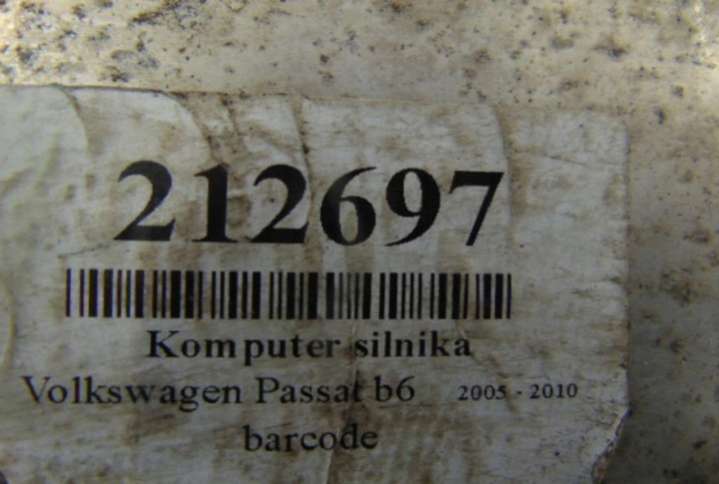 212697
Komputer silnika
Volkswagen Passat b6 2005 - 2010
barcode